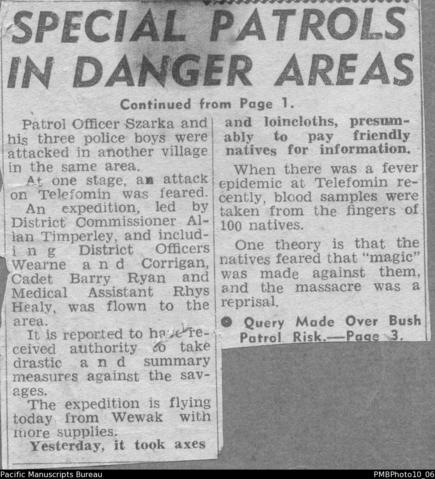 SPECIAL PATROLS
IN DANGER AREAS
Continued from Page 1.
Patrol Officer Szarka and
his three police boys were
attacked in another village
in the same area.
At one stage, an attack
on Telefomin was feared.
An expedition, led by
District Commissioner Al-
lan Timperley, and includ-
ing District Officers
Wearne and Corrigan,
Cadet Barry Ryan and
Medical Assistant Rhys
Healy, was flown to the
area.
It is reported to have re-
ceived authority to take
drastic and summary
measures against the sav-
ages.
The expedition is flying
today from Wewak with
more supplies.
Yesterday, it took axes
and loincloths, presum-
ably to pay friendly
natives for information.
When there was a fever
epidemic at Telefomin re-
cently, blood samples were
taken from the fingers of
100 natives.
One theory is that the
natives feared that "magic"
was made against them,
and the massacre was a
reprisal.
● Query Made Over Bush
Patrol Risk.—Page 3.
Pacific Manuscripts Bureau
PMBPhoto10_06